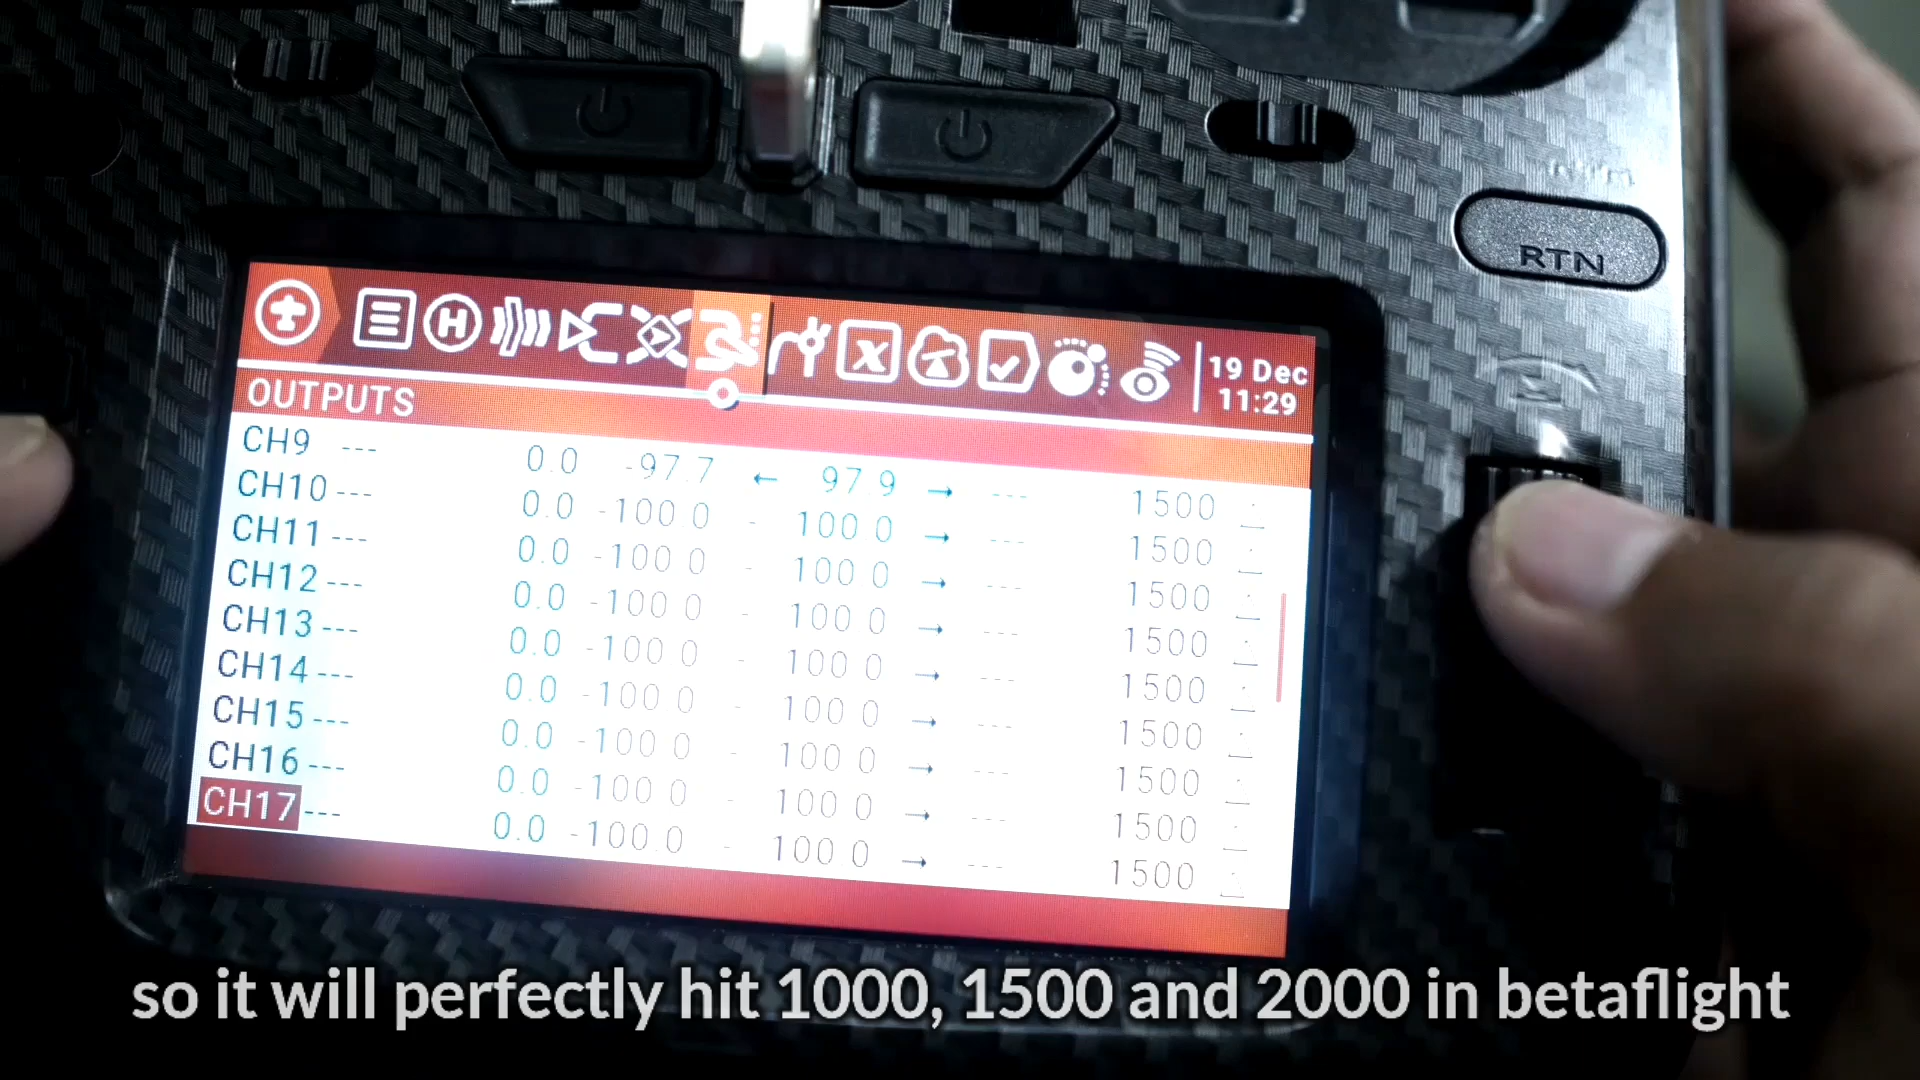 RTN
19 Dec
11:29
OUTPUTS
CH9 --- 0.0 -97.7 ← 97.9 → --- 1500
CH10 --- 0.0 -100.0 - 100.0 → --- 1500
CH11 --- 0.0 -100.0 - 100.0 → --- 1500
CH12 --- 0.0 -100.0 - 100.0 → --- 1500
CH13 --- 0.0 -100.0 - 100.0 → --- 1500
CH14 --- 0.0 -100.0 - 100.0 → --- 1500
CH15 --- 0.0 -100.0 - 100.0 → --- 1500
CH16 --- 0.0 -100.0 - 100.0 → --- 1500
CH17 --- 0.0 -100.0 - 100.0 → --- 1500
so it will perfectly hit 1000, 1500 and 2000 in betaflight